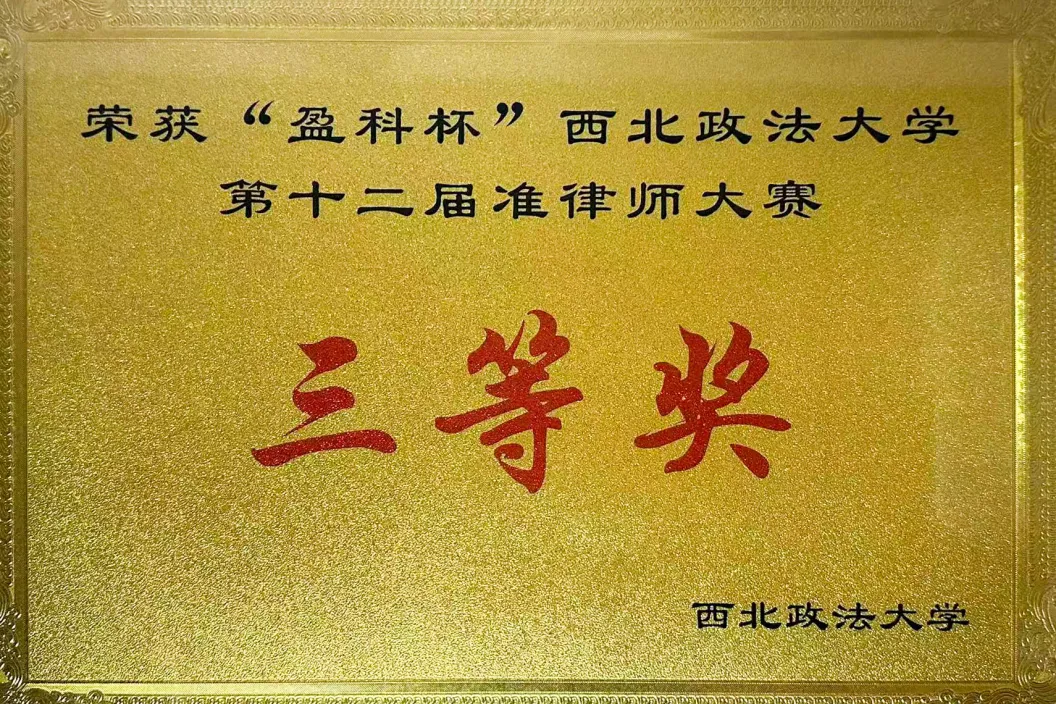 荣获“盈科杯”西北政法大学
第十二届准律师大赛
三等奖
西北政法大学